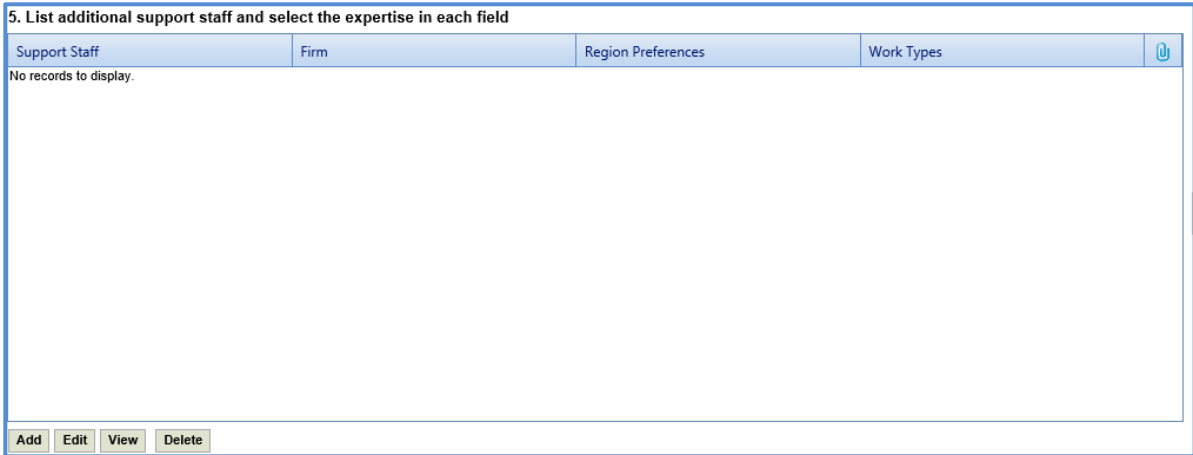 5. List additional support staff and select the expertise in each field
Support Staff Firm Region Preferences Work Types
No records to display.
Add Edit View Delete